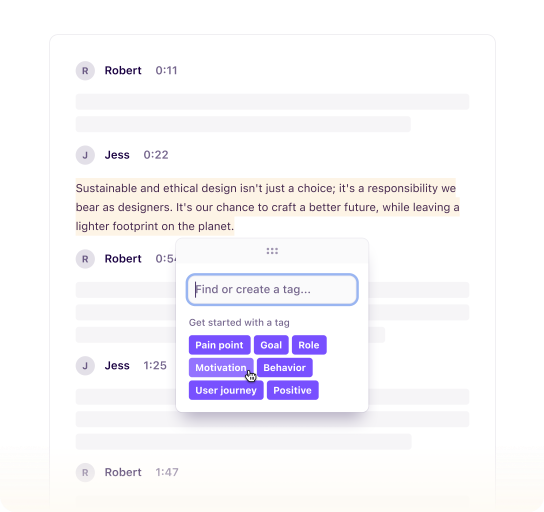 R Robert 0:11
J Jess 0:22
Sustainable and ethical design isn't just a choice; it's a responsibility we
bear as designers. It's our chance to craft a better future, while leaving a
lighter footprint on the planet.
R Robert 0:54
Find or create a tag...
Get started with a tag
Pain point Goal Role
J Jess 1:25
Motivation Behavior
User journey Positive
R Robert 1:47